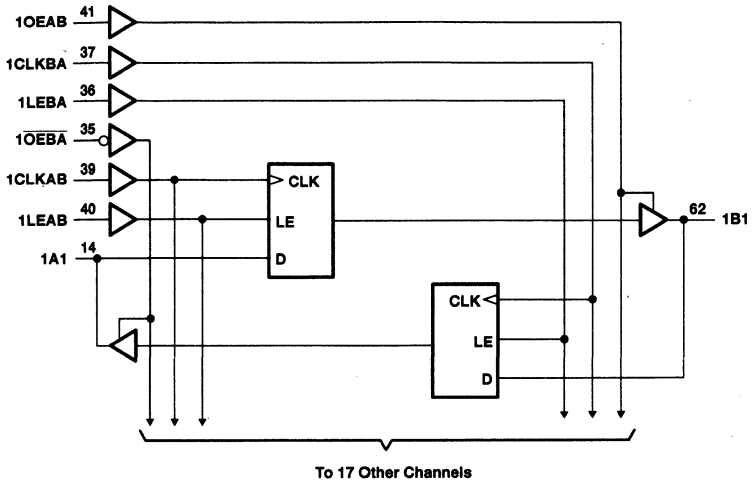 1OEAB 41
1CLKBA 37
1LEBA 36
1O̅E̅B̅A̅ 35
1CLKAB 39
1LEAB 40
1A1 14
CLK
LE
D
62 1B1
CLK
LE
D
To 17 Other Channels